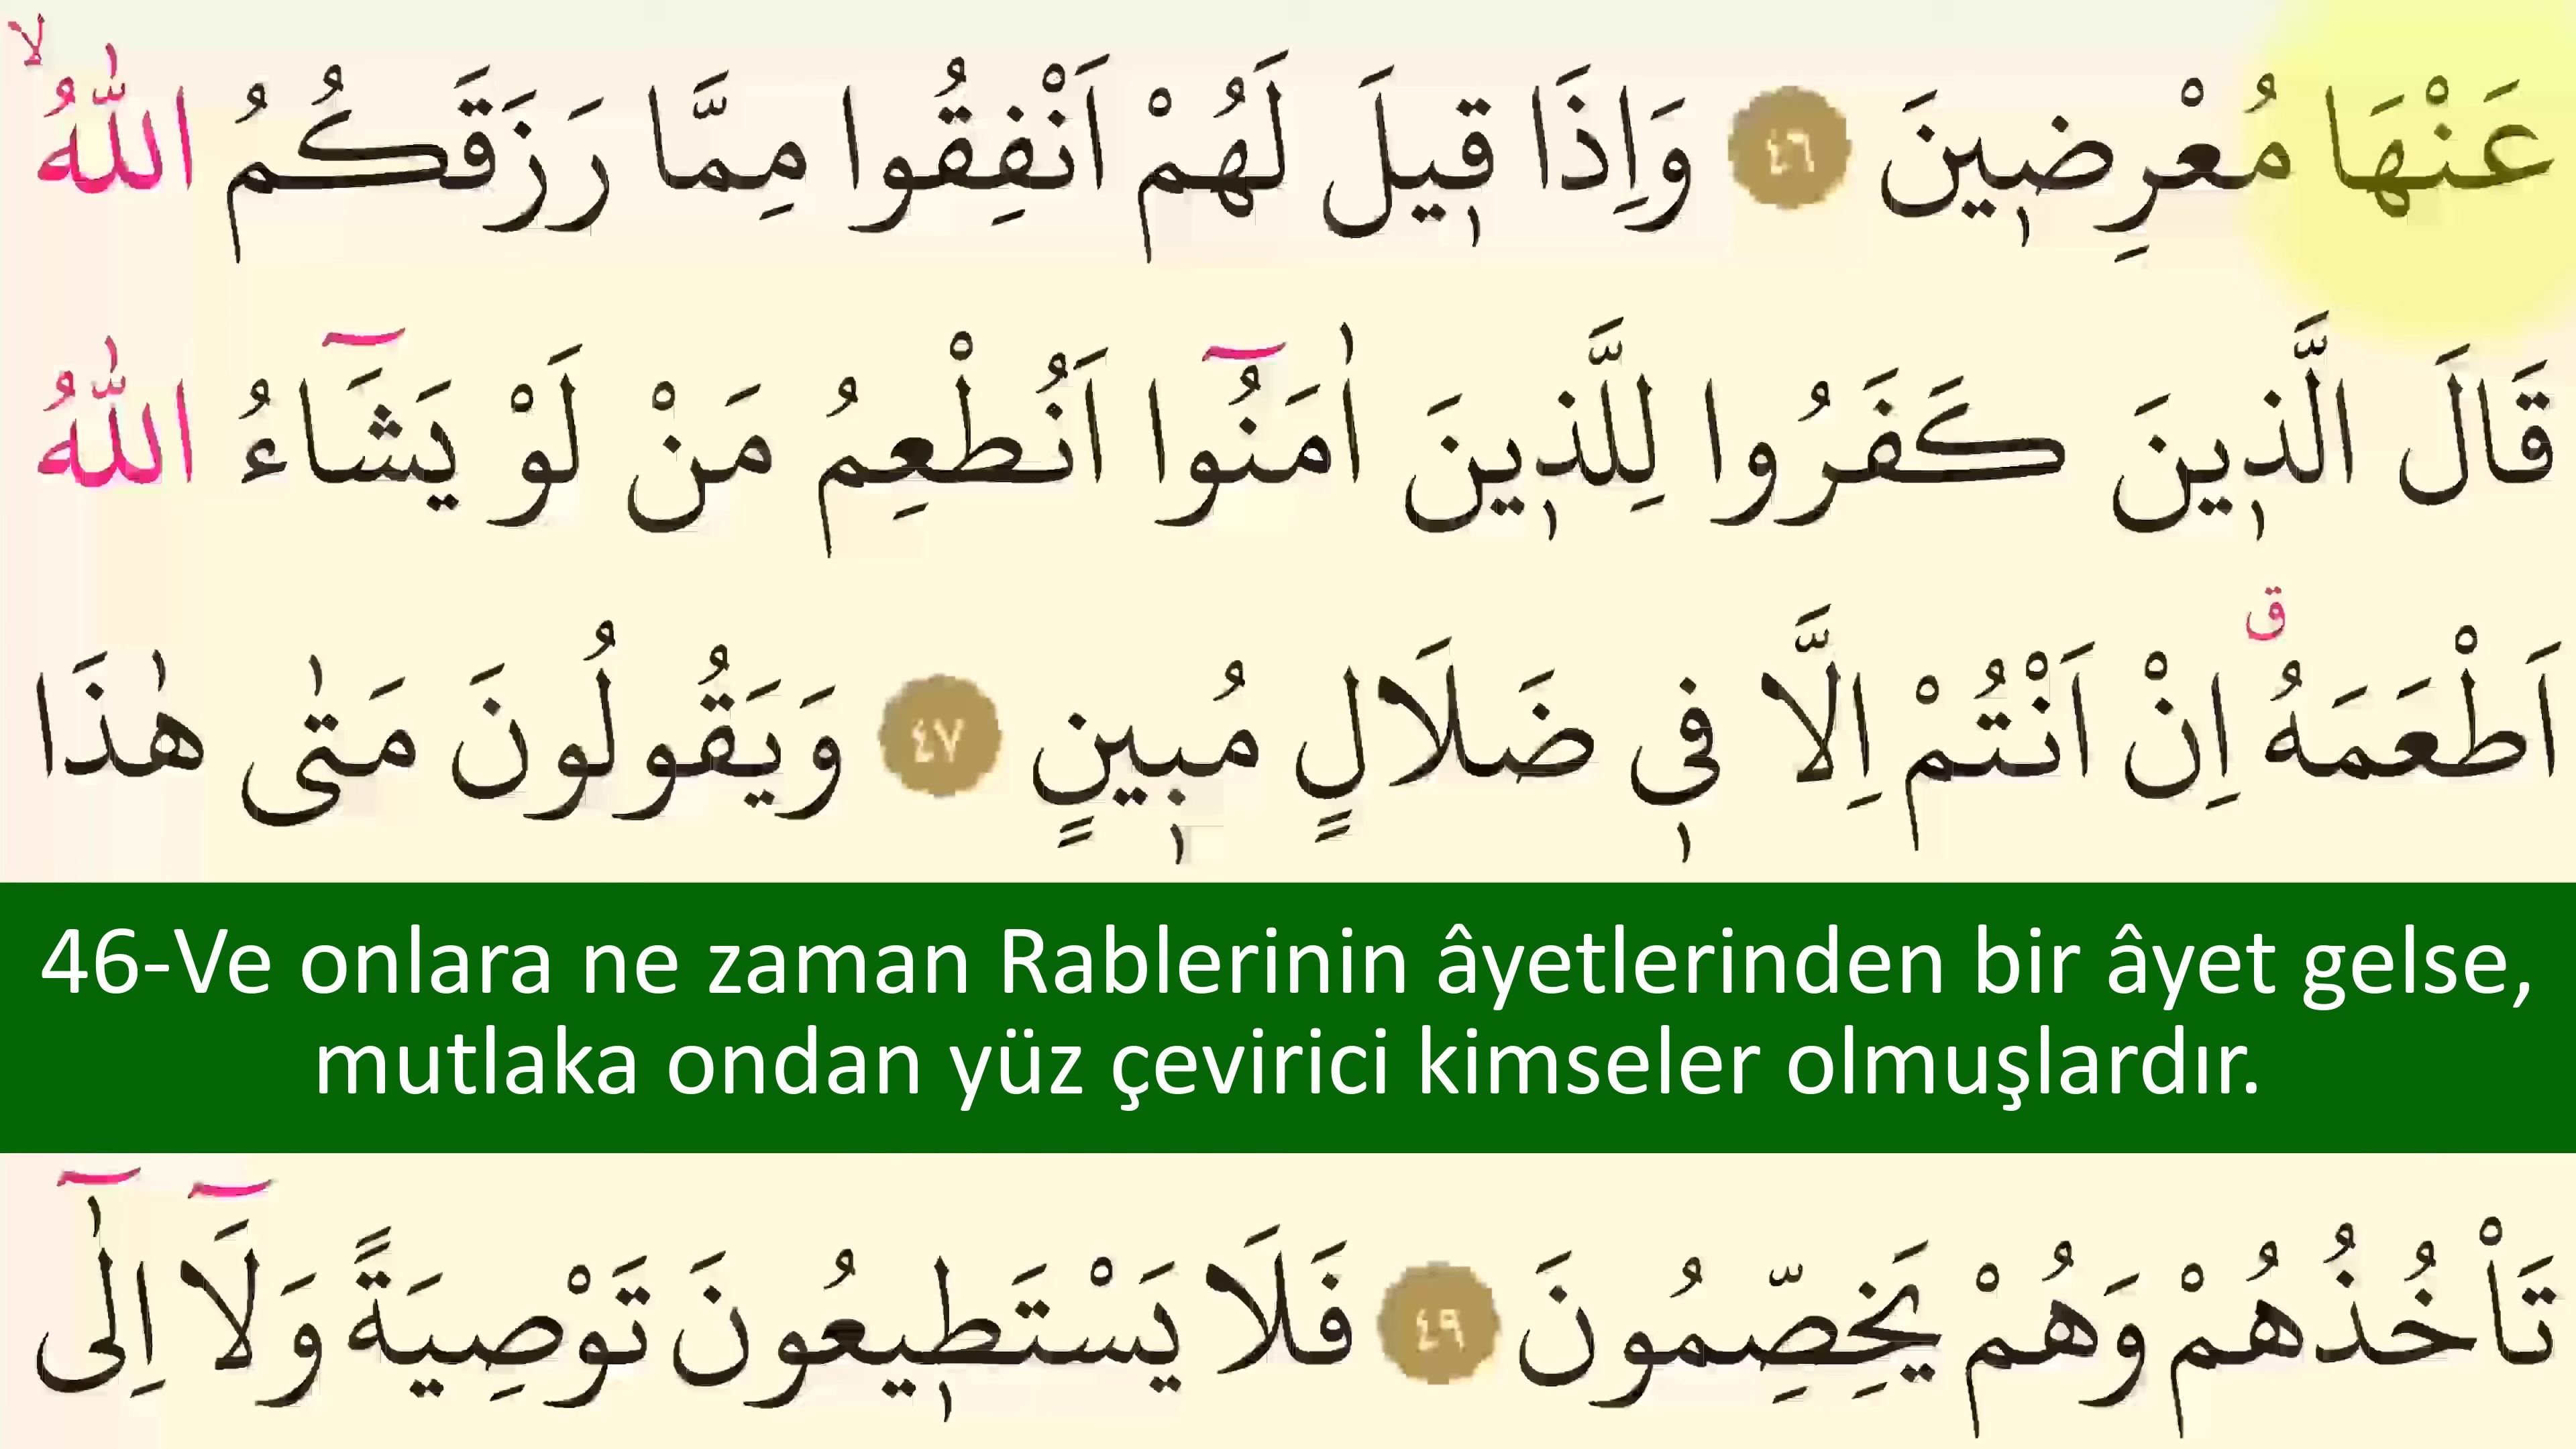 عَنْهَا مُعْرِضٖينَ ٤٦ وَاِذَا قٖيلَ لَهُمْ اَنْفِقُوا مِمَّا رَزَقَكُمُ اللّٰهُۙ
قَالَ الَّذٖينَ كَفَرُوا لِلَّذٖينَ اٰمَنُٓوا اَنُطْعِمُ مَنْ لَوْ يَشَٓاءُ اللّٰهُ
اَطْعَمَهُࣗ اِنْ اَنْتُمْ اِلَّا فٖي ضَلَالٍ مُبٖينٍ ٤٧ وَيَقُولُونَ مَتٰى هٰذَا
46-Ve onlara ne zaman Rablerinin âyetlerinden bir âyet gelse,
mutlaka ondan yüz çevirici kimseler olmuşlardır.
تَأْخُذُهُمْ وَهُمْ يَخِصِّمُونَ ٤٩ فَلَا يَسْتَطٖيعُونَ تَوْصِيَةً وَلَٓا اِلٰٓى